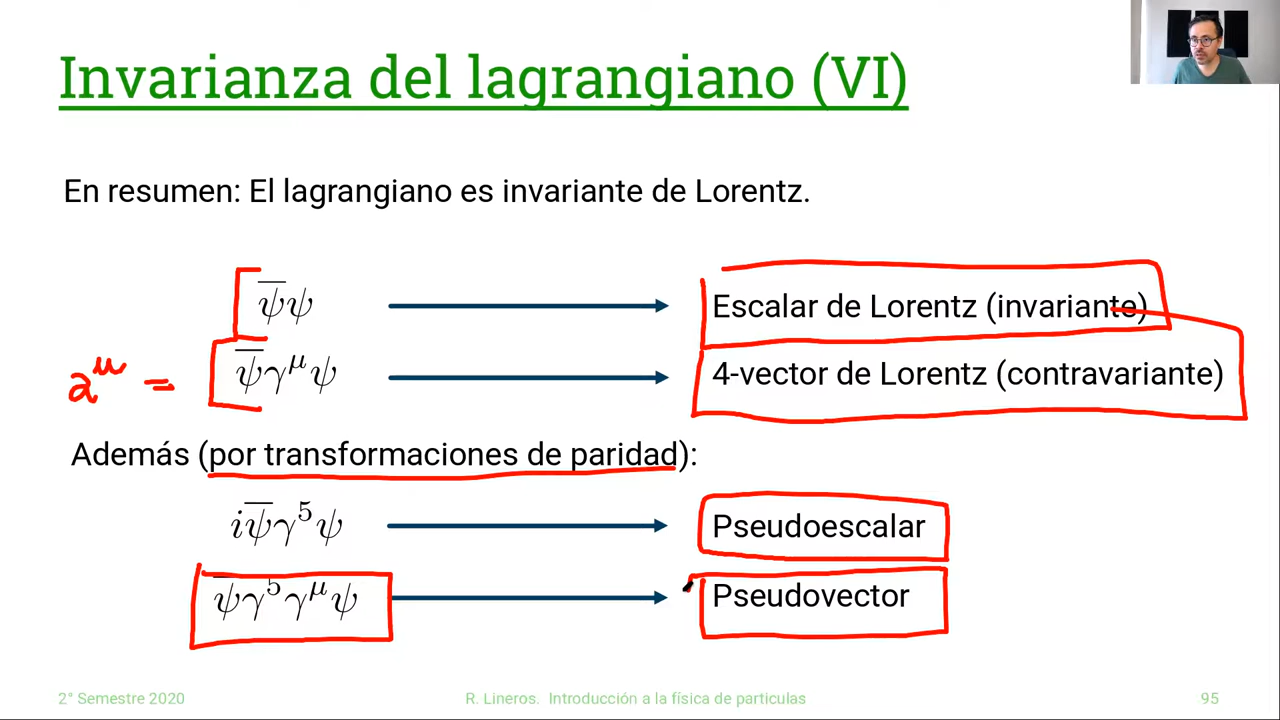 Invarianza del lagrangiano (VI)
En resumen: El lagrangiano es invariante de Lorentz.
ψ̅ψ Escalar de Lorentz (invariante)
a^μ = ψ̅γ^μψ 4-vector de Lorentz (contravariante)
Además (por transformaciones de paridad):
iψ̅γ⁵ψ Pseudoescalar
ψ̅γ⁵γ^μψ Pseudovector
2° Semestre 2020 R. Lineros. Introducción a la física de particulas 95